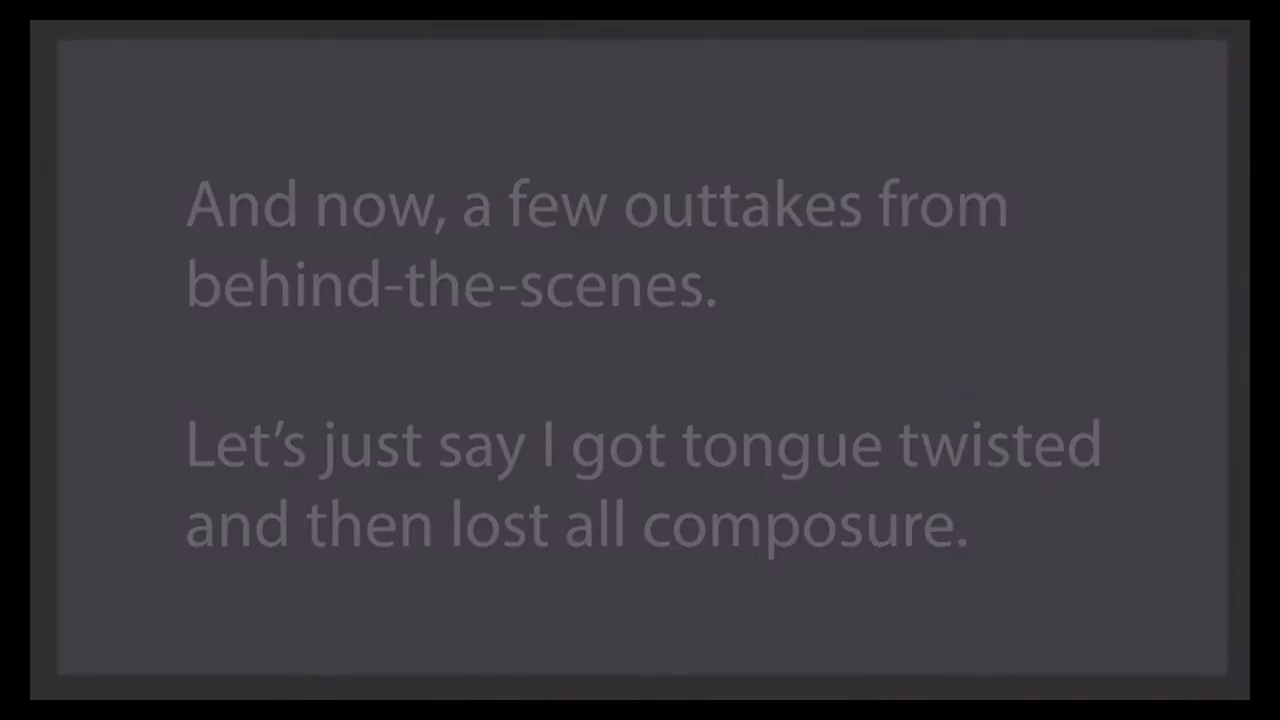 And now, a few outtakes from
behind-the-scenes.
Let’s just say I got tongue twisted
and then lost all composure.